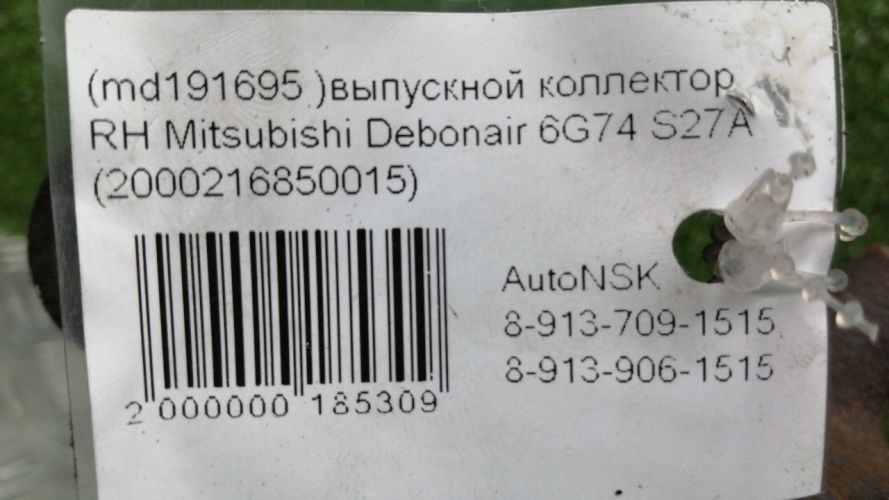 (md191695 )выпускной коллектор
RH Mitsubishi Debonair 6G74 S27A
(2000216850015)
AutoNSK
8-913-709-1515
8-913-906-1515
2 000000 185309